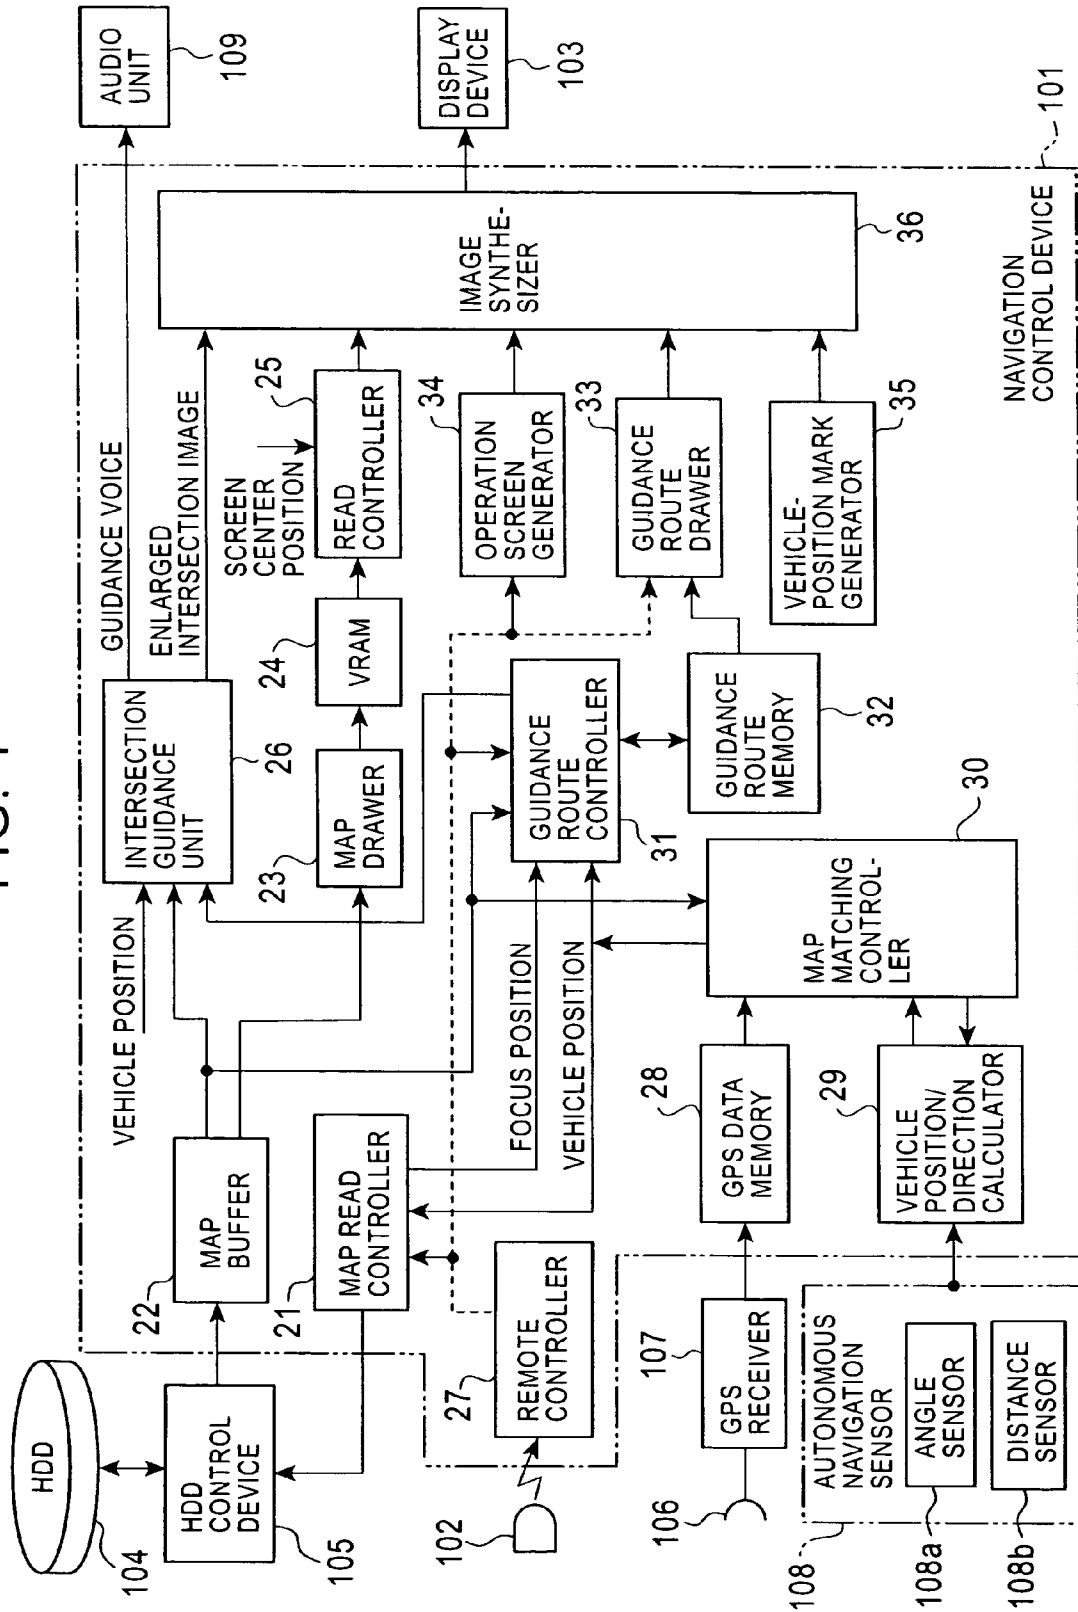 HDD
104
HDD
CONTROL
DEVICE
105
22
MAP
BUFFER
VEHICLE POSITION
INTERSECTION
GUIDANCE
UNIT
26
GUIDANCE VOICE
ENLARGED
INTERSECTION IMAGE
AUDIO
UNIT
109
21
MAP READ
CONTROLLER
23
MAP
DRAWER
24
VRAM
SCREEN
CENTER
POSITION
25
READ
CONTROLLER
IMAGE
SYNTHE-
SIZER
36
DISPLAY
DEVICE
103
102
27
REMOTE
CONTROLLER
FOCUS POSITION
VEHICLE POSITION
GUIDANCE
ROUTE
CONTROLLER
31
34
OPERATION
SCREEN
GENERATOR
33
GUIDANCE
ROUTE
DRAWER
GUIDANCE
ROUTE
MEMORY
32
VEHICLE-
POSITION MARK
GENERATOR
35
106
107
GPS
RECEIVER
28
GPS DATA
MEMORY
MAP
MATCHING
CONTROL-
LER
30
108
AUTONOMOUS
NAVIGATION
SENSOR
108a
ANGLE
SENSOR
108b
DISTANCE
SENSOR
29
VEHICLE
POSITION/
DIRECTION
CALCULATOR
NAVIGATION
CONTROL DEVICE
101